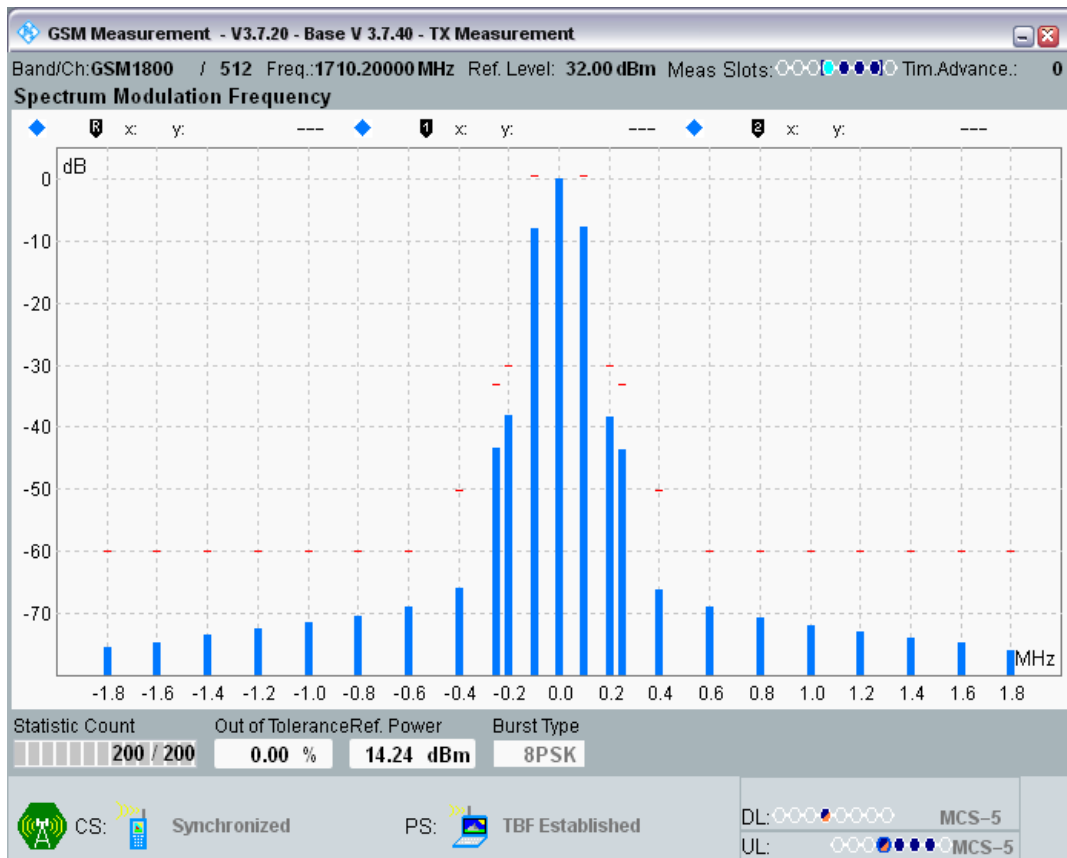 GSM Measurement - V3.7.20 - Base V 3.7.40 - TX Measurement
Band/Ch:GSM1800 / 512 Freq.:1710.20000 MHz Ref. Level: 32.00 dBm Meas Slots: Tim.Advance.: 0
Spectrum Modulation Frequency
R x: y: --- 1 x: y: --- 2 x: y: ---
dB
0
-10
-20
-30
-40
-50
-60
-70
MHz
-1.8 -1.6 -1.4 -1.2 -1.0 -0.8 -0.6 -0.4 -0.2 0.0 0.2 0.4 0.6 0.8 1.0 1.2 1.4 1.6 1.8
Statistic Count Out of Tolerance Ref. Power Burst Type
200 / 200 0.00 % 14.24 dBm 8PSK
CS: Synchronized PS: TBF Established
DL: MCS-5
UL: MCS-5